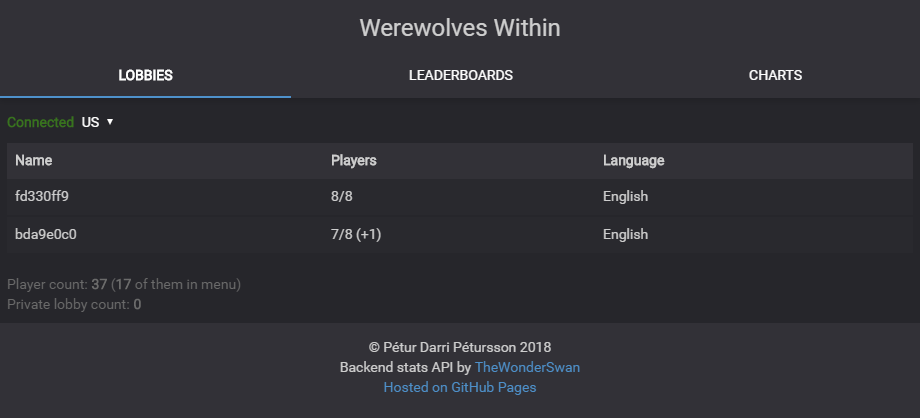 Werewolves Within
LOBBIES LEADERBOARDS CHARTS
Connected US
Name Players Language
fd330ff9 8/8 English
bda9e0c0 7/8 (+1) English
Player count: 37 (17 of them in menu)
Private lobby count: 0
© Pétur Darri Pétursson 2018
Backend stats API by TheWonderSwan
Hosted on GitHub Pages